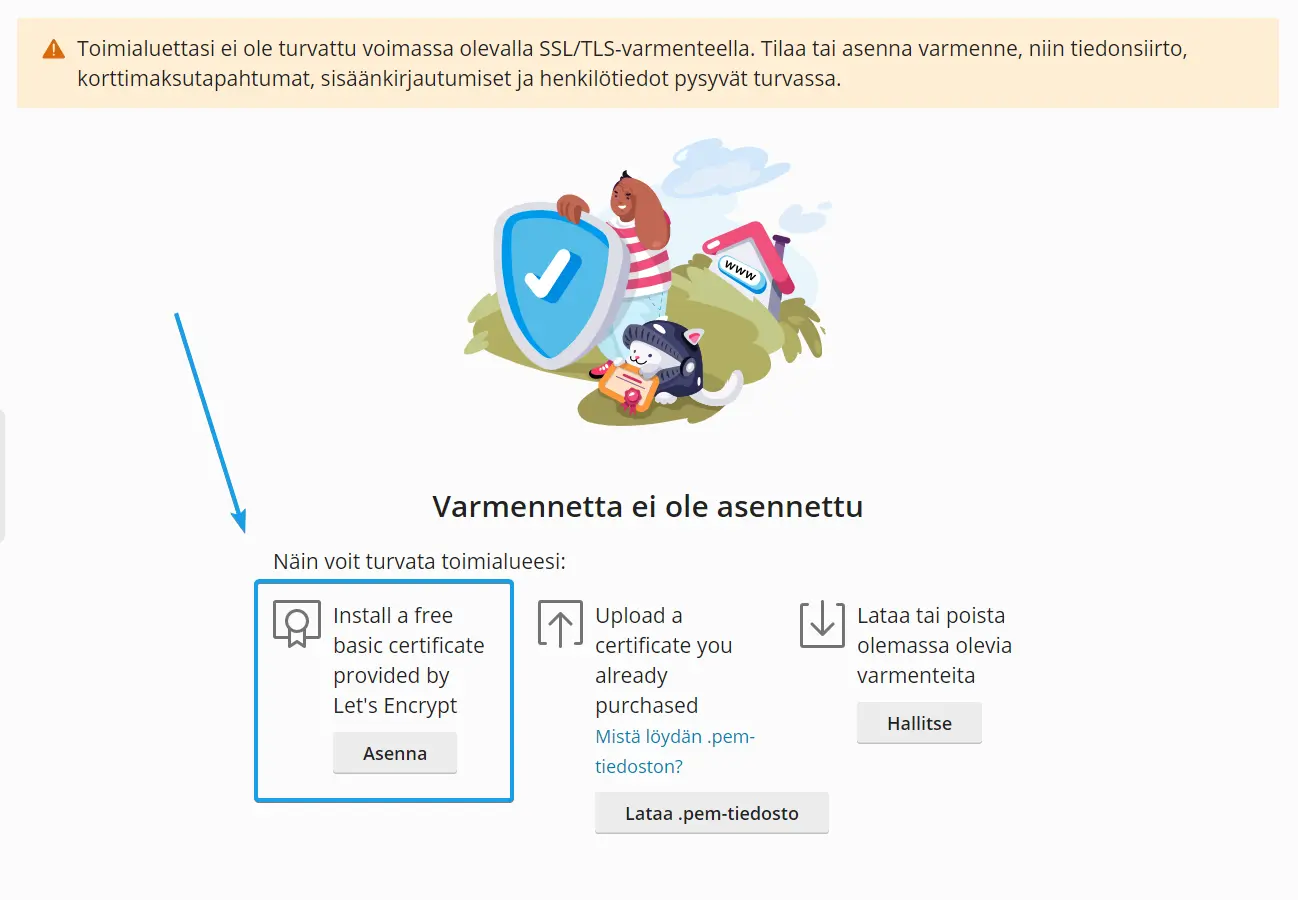 Toimialuettasi ei ole turvattu voimassa olevalla SSL/TLS-varmenteella. Tilaa tai asenna varmenne, niin tiedonsiirto,
korttimaksutapahtumat, sisäänkirjautumiset ja henkilötiedot pysyvät turvassa.
www
Varmennetta ei ole asennettu
Näin voit turvata toimialueesi:
Install a free
basic certificate
provided by
Let's Encrypt
Asenna
Upload a
certificate you
already
purchased
Mistä löydän .pem-
tiedoston?
Lataa .pem-tiedosto
Lataa tai poista
olemassa olevia
varmenteita
Hallitse